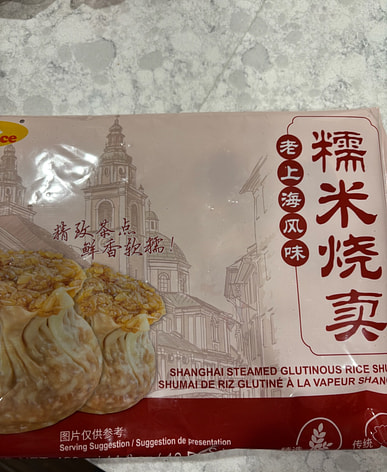 糯米烧卖
老上海风味
精致茶点
鲜香软糯!
SHANGHAI STEAMED GLUTINOUS RICE
SHUMAI DE RIZ GLUTINÉ À LA VAPEUR
图片仅供参考
Serving Suggestion / Suggestion de présentation
传统